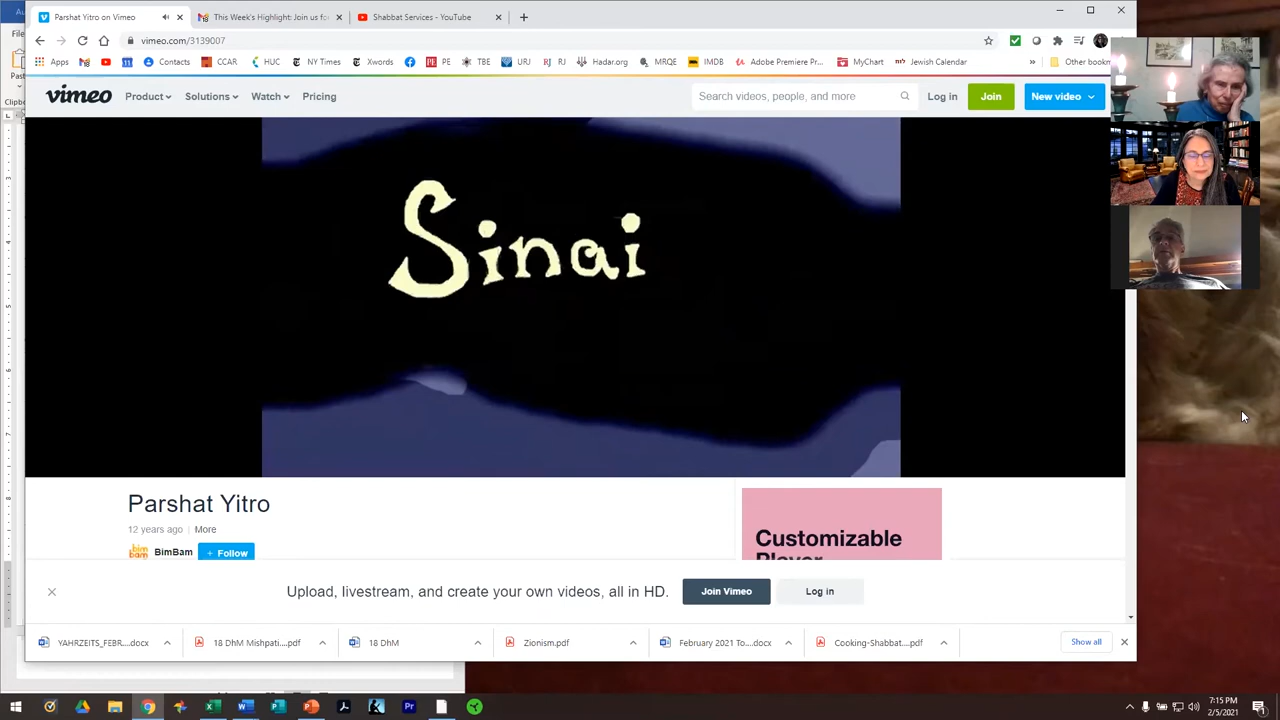 Parshat Yitro on Vimeo
This Week's Highlight: Join us fo
Shabbat Services - YouTube
vimeo.com/3139007
Apps
Contacts
CCAR
HUC
NY Times
Xwords
PE
TBE
URJ
RJ
Hadar.org
MRQE
IMDB
Adobe Premiere Pr...
MyChart
Jewish Calendar
Other bookm
vimeo
Product
Solutions
Watch
Pricing
Search videos, people, and more
Log in
Join
New video
Sinai
Parshat Yitro
12 years ago
More
bim
bam
BimBam
+ Follow
Customizable
Player
Upload, livestream, and create your own videos, all in HD.
Join Vimeo
Log in
YAHRZEITS_FEBR....docx
18 DhM Mishpati....pdf
18 DhM
Zionism.pdf
February 2021 To....docx
Cooking-Shabbat....pdf
Show all
7:15 PM
2/5/2021